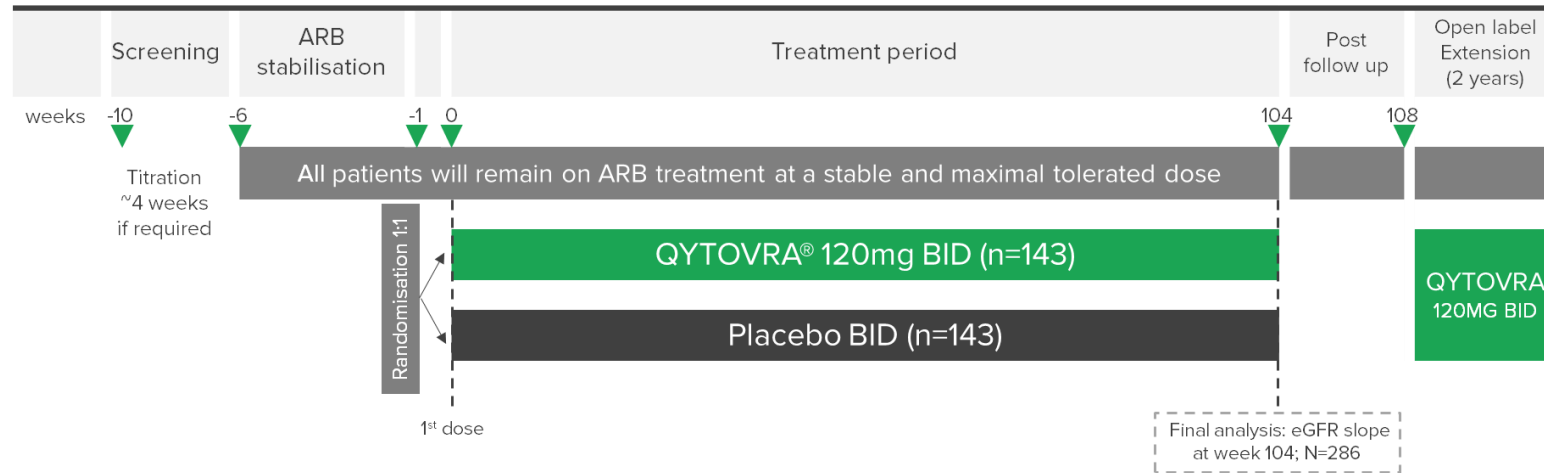 Screening
ARB
stabilisation
Treatment period
Post
follow up
Open label
Extension
(2 years)
weeks
-10
-6
-1
0
104
108
Titration
~4 weeks
if required
All patients will remain on ARB treatment at a stable and maximal tolerated dose
Randomisation 1:1
QYTOVRA® 120mg BID (n=143)
Placebo BID (n=143)
QYTOVRA
120MG BID
1st dose
Final analysis: eGFR slope
at week 104; N=286